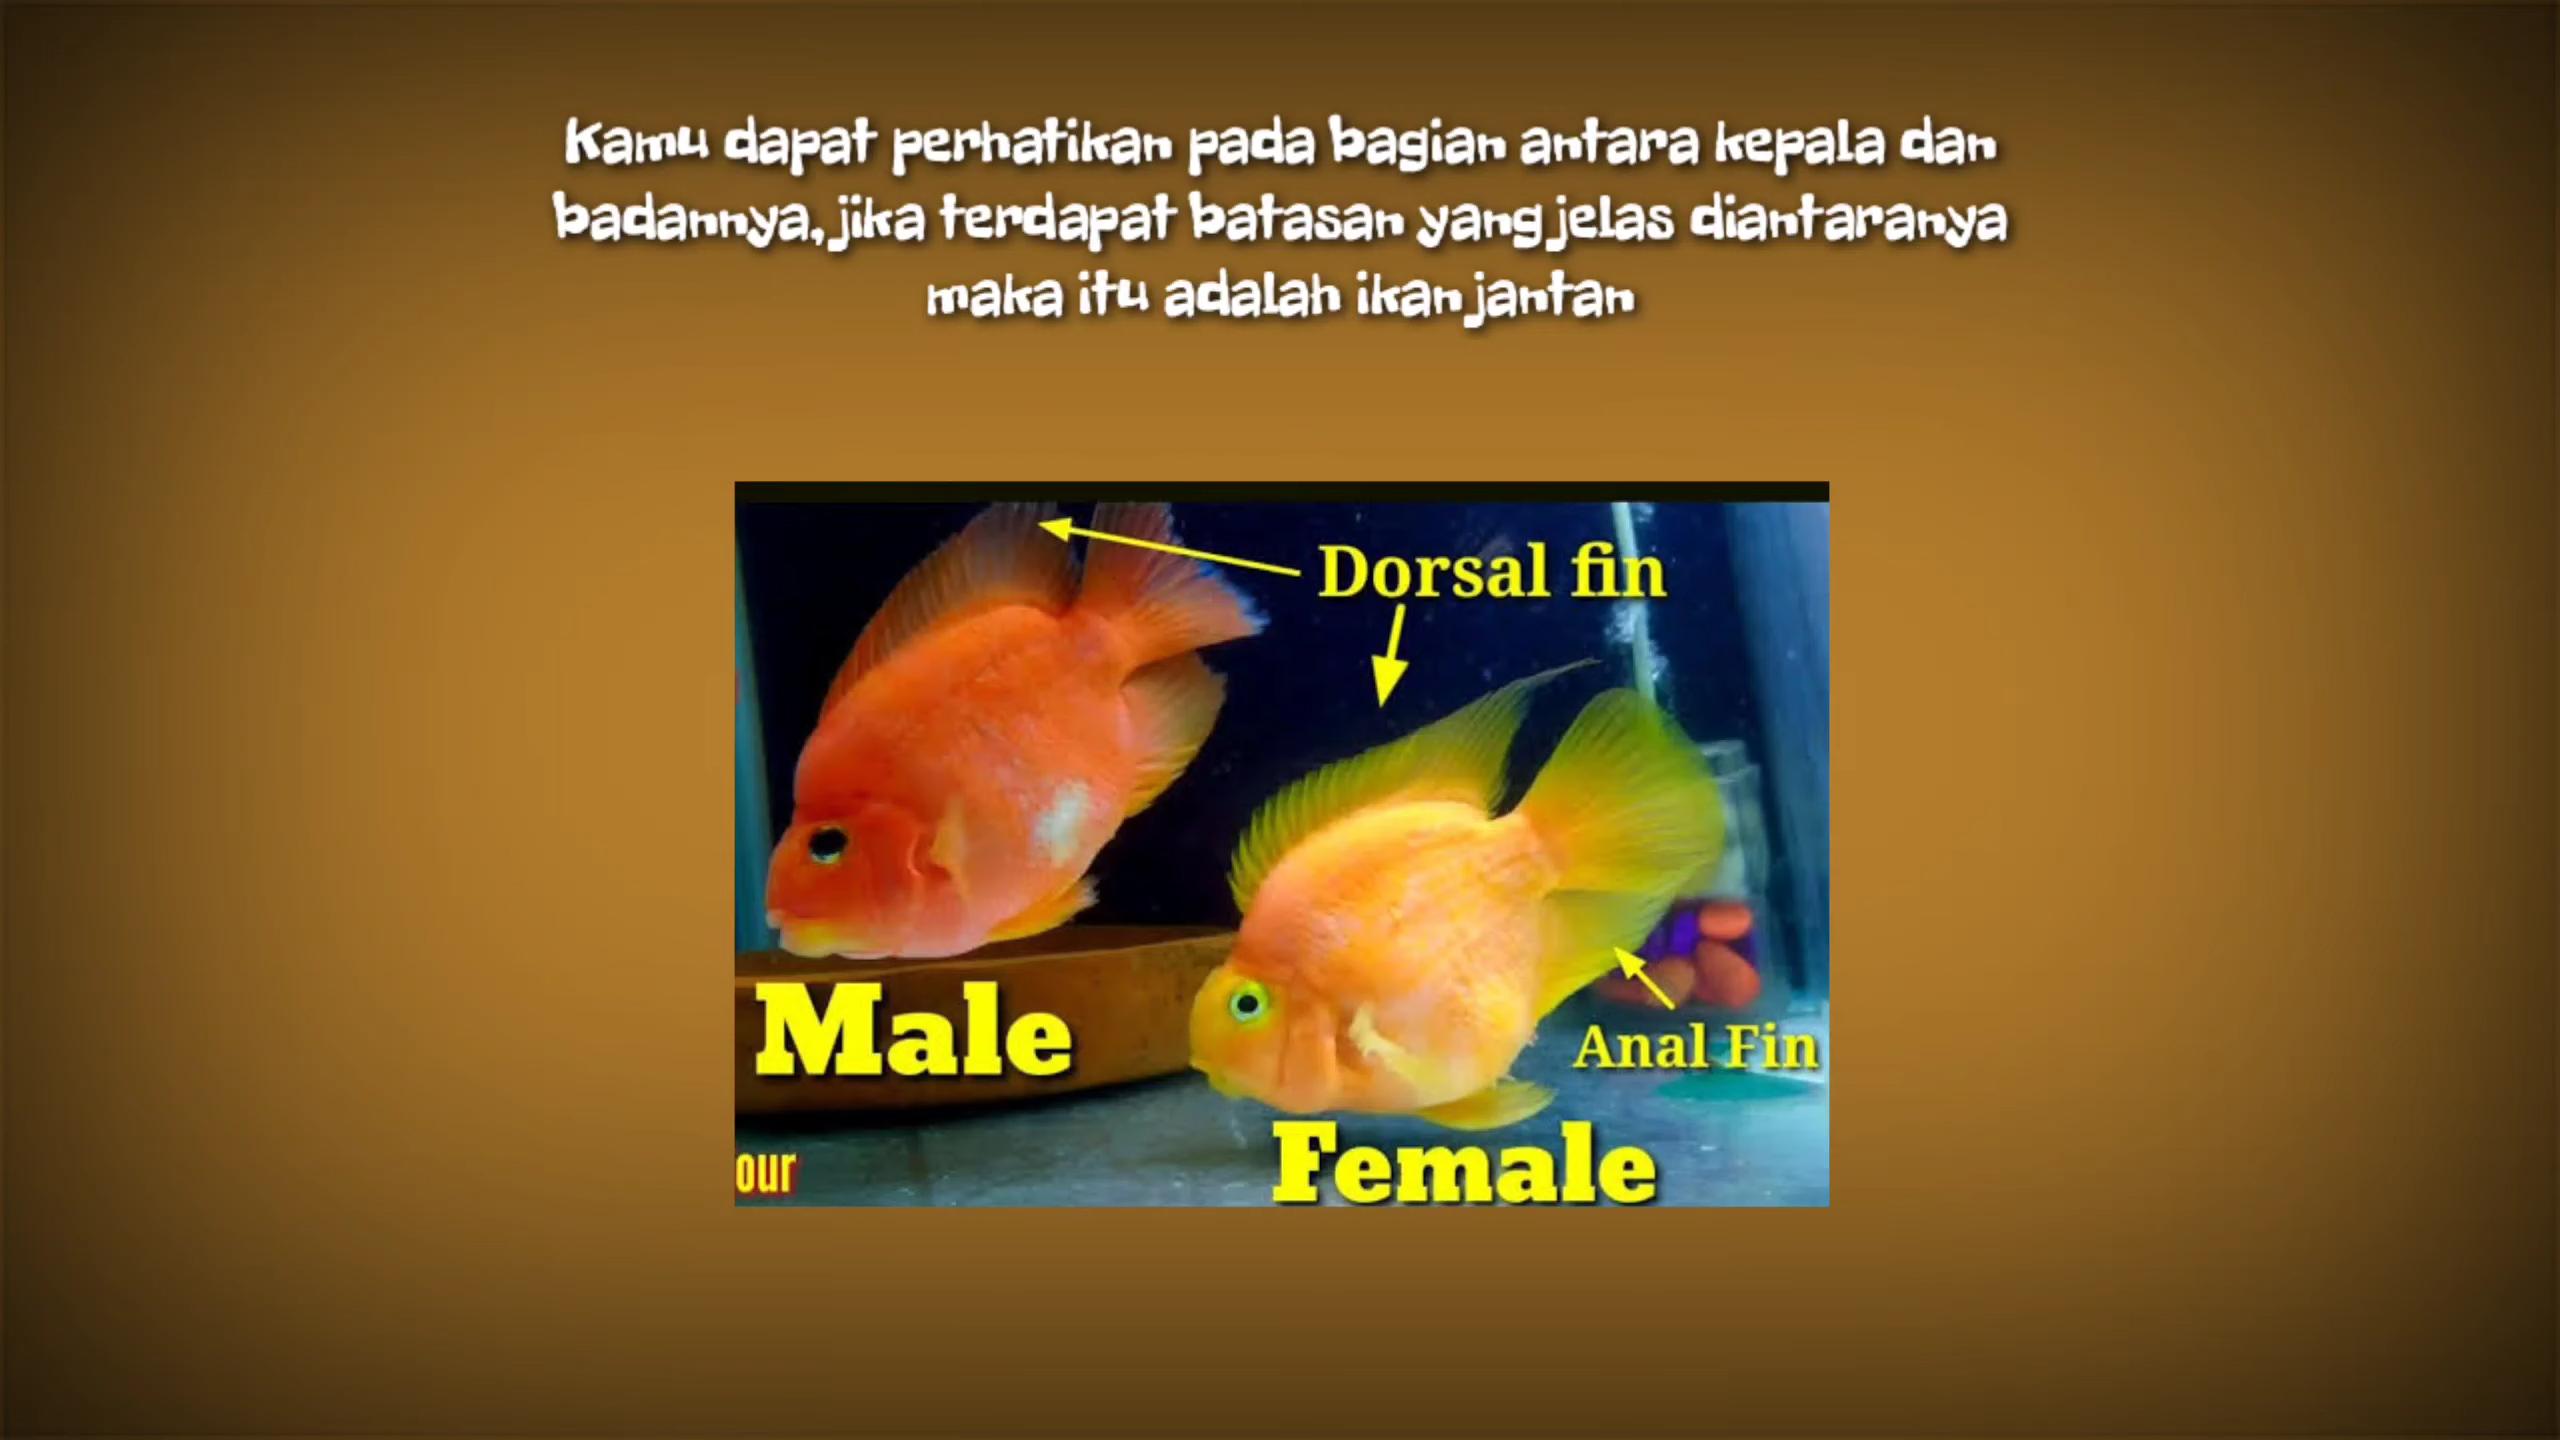 Kamu dapat perhatikan pada bagian antara kepala dan
badannya, jika terdapat batasan yang jelas diantaranya
maka itu adalah ikan jantan
Dorsal fin
Male
Anal Fin
Female
our